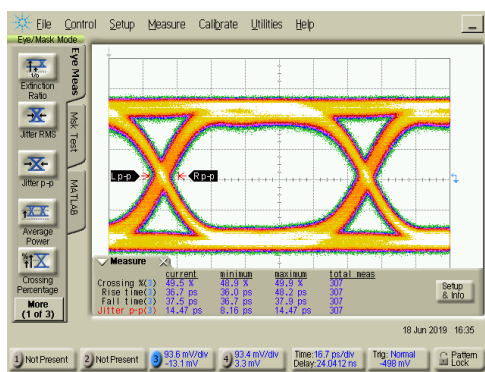 File Control Setup Measure Calibrate Utilities Help
Eye/Mask Mode
Eye Meas
Msk Test
MATLAB
Extinction
Ratio
Jitter RMS
Jitter p-p
Average
Power
Crossing
Percentage
More
(1 of 3)
L p-p R p-p
Measure
current minimum maximum total meas
Crossing %(3) 49.5 % 48.9 % 49.9 % 307
Rise time(3) 36.7 ps 36.0 ps 48.2 ps 307
Fall time(3) 37.5 ps 36.7 ps 37.9 ps 307
Jitter p-p(3) 14.47 ps 8.16 ps 14.47 ps 307
Setup
& Info
18 Jun 2019 16:35
1 Not Present
2 Not Present
3 93.6 mV/div
-13.1 mV
4 93.4 mV/div
3.3 mV
Time:16.7 ps/div
Delay:24.0412 ns
Trig: Normal
-498 mV
Pattern
Lock